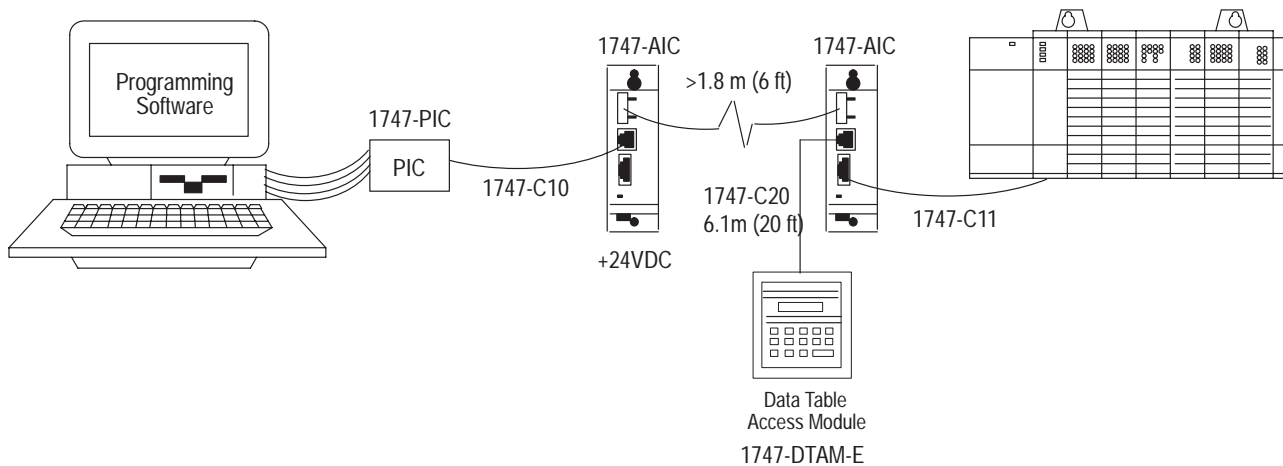 Programming
Software
1747-PIC
PIC
1747-C10
1747-AIC
+24VDC
>1.8 m (6 ft)
1747-AIC
1747-C20
6.1m (20 ft)
1747-C11
Data Table
Access Module
1747-DTAM-E